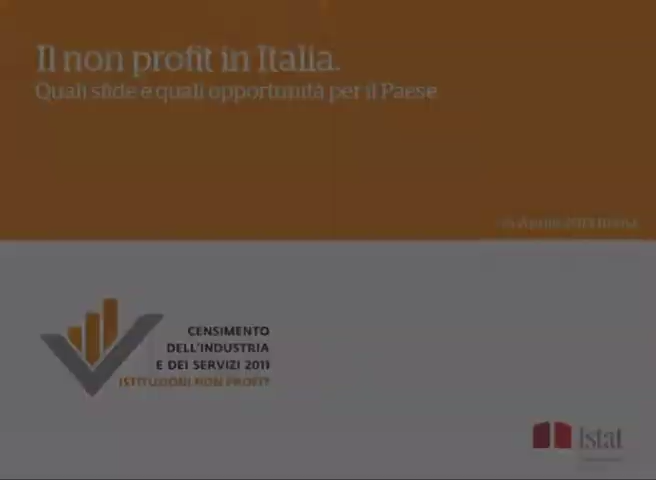 Il non profit in Italia.
Quali sfide e quali opportunità per il Paese
CENSIMENTO
DELL'INDUSTRIA
E DEI SERVIZI 2011
ISTITUZIONI NON PROFIT
Istat